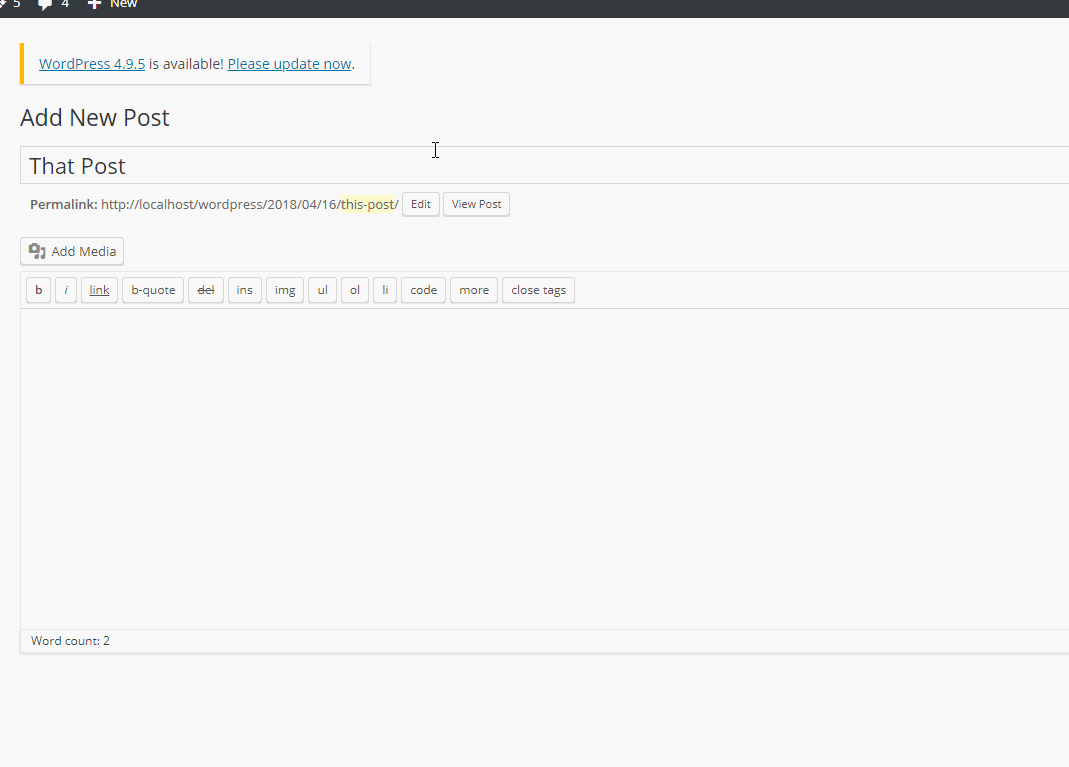 5 4 New
WordPress 4.9.5 is available! Please update now.
Add New Post
That Post
Permalink: http://localhost/wordpress/2018/04/16/this-post/ Edit View Post
Add Media
b i link b-quote del ins img ul ol li code more close tags
Word count: 2